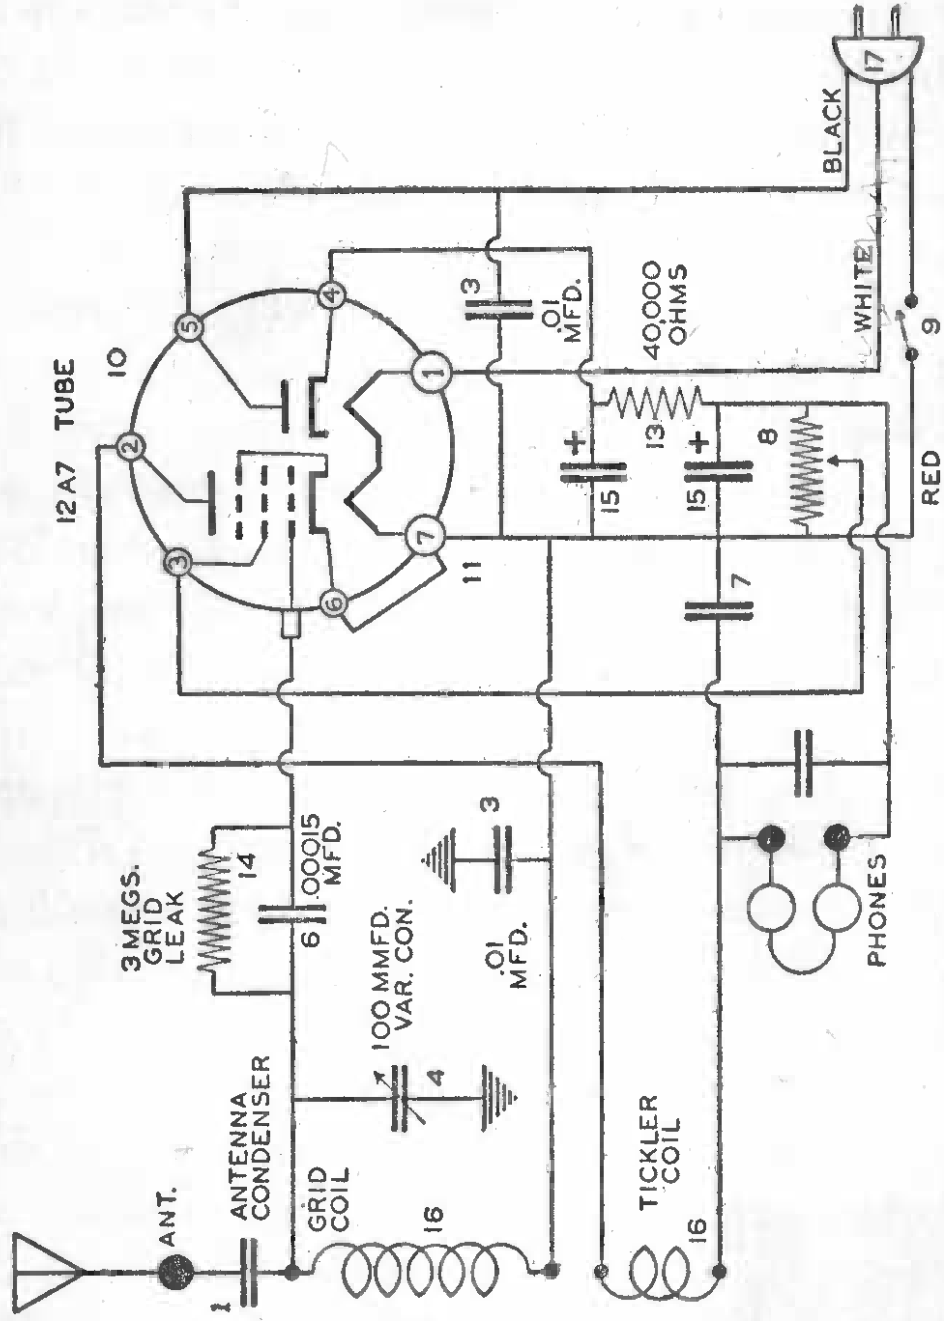 ANT.
1
ANTENNA
CONDENSER
GRID
COIL
16
3 MEGS.
GRID
LEAK
14
6
.00015
MFD.
100 MMFD.
VAR. CON.
4
3
.01
MFD.
TICKLER
COIL
16
PHONES
12A7 TUBE
10
2
3
5
4
6
7
1
11
3
.01
MFD.
40,000
OHMS
13
+
15
+
15
7
8
BLACK
WHITE
RED
9
17